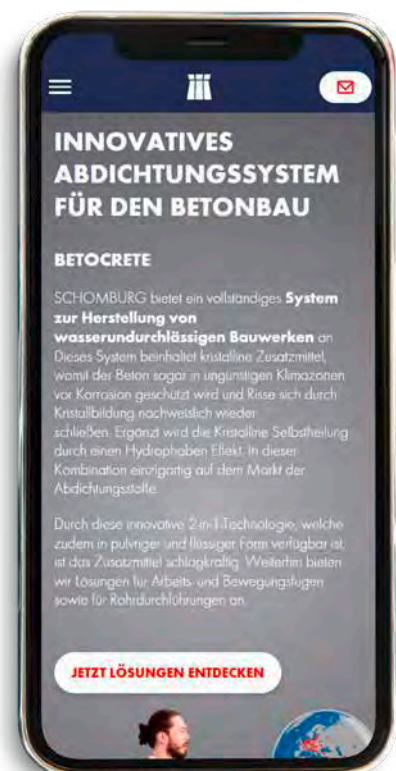 INNOVATIVES
ABDICHTUNGSSYSTEM
FÜR DEN BETONBAU
BETOCRETE
SCHOMBURG bietet ein vollständiges System
zur Herstellung von
wasserundurchlässigen Bauwerken an
Dieses System beinhaltet kristalline Zusatzmittel,
womit der Beton sogar in ungünstigen Klimazonen
vor Korrosion geschützt wird und Risse sich durch
Kristallbildung nachweislich wieder
schließen. Ergänzt wird die Kristalline Selbstheilung
durch einen Hydrophoben Effekt. In dieser
Kombination einzigartig auf dem Markt der
Abdichtungsstoffe.
Durch diese innovative 2-in-1-Technologie, welche
zudem in pulvriger und flüssiger Form verfügbar ist,
ist das Zusatzmittel schlagkräftig. Weiterhin bieten
wir Lösungen für Arbeits- und Bewegungsfugen
sowie für Rohrdurchführungen an.
JETZT LÖSUNGEN ENTDECKEN